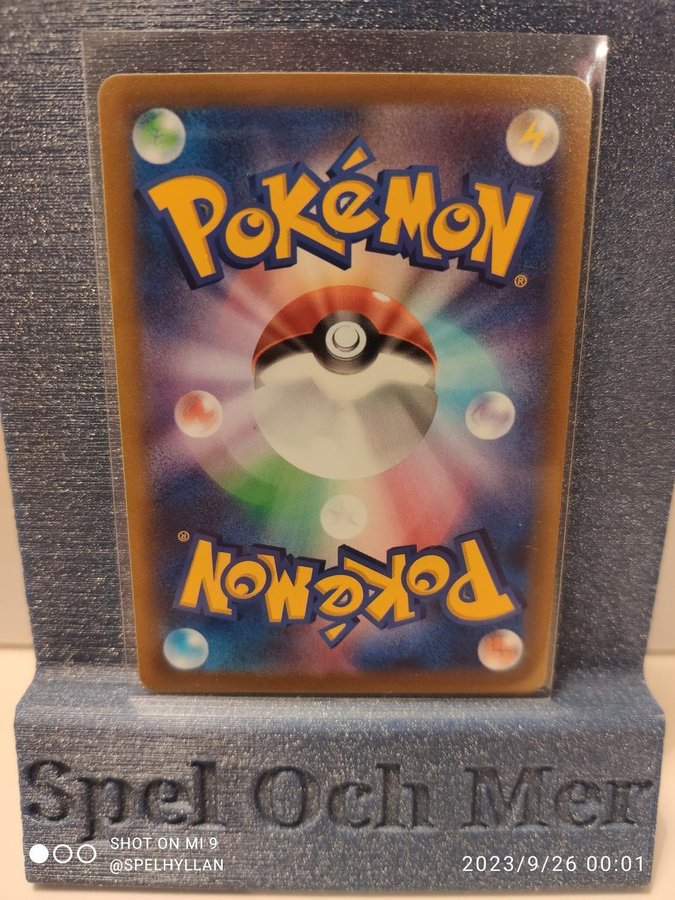 POKéMON
®
®
POKéMON
Spel Och Mer
SHOT ON MI 9
@SPELHYLLAN
2023/9/26 00:01